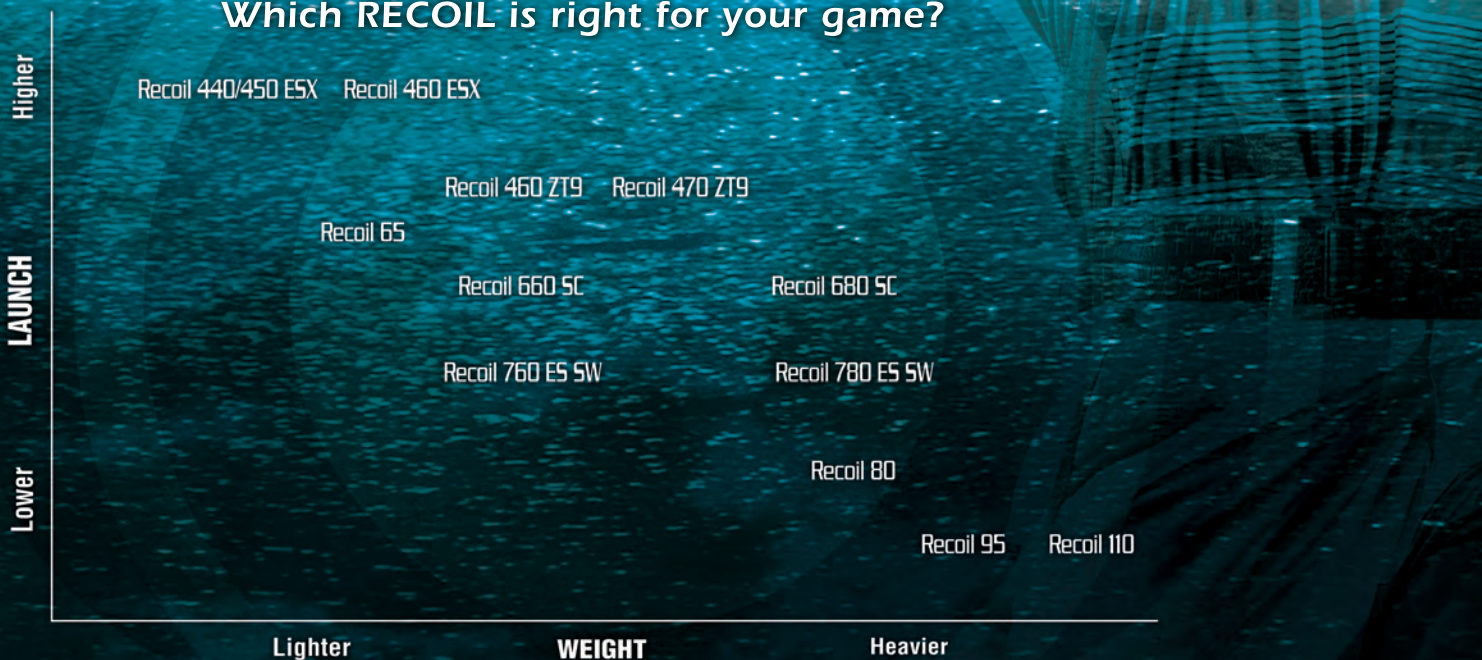 Which RECOIL is right for your game?
Higher
Recoil 440/450 ESX Recoil 460 ESX
Recoil 460 ZT9 Recoil 470 ZT9
Recoil 65
LAUNCH
Recoil 660 SC Recoil 680 SC
Recoil 760 ES SW Recoil 780 ES SW
Recoil 80
Lower
Recoil 95 Recoil 110
Lighter WEIGHT Heavier